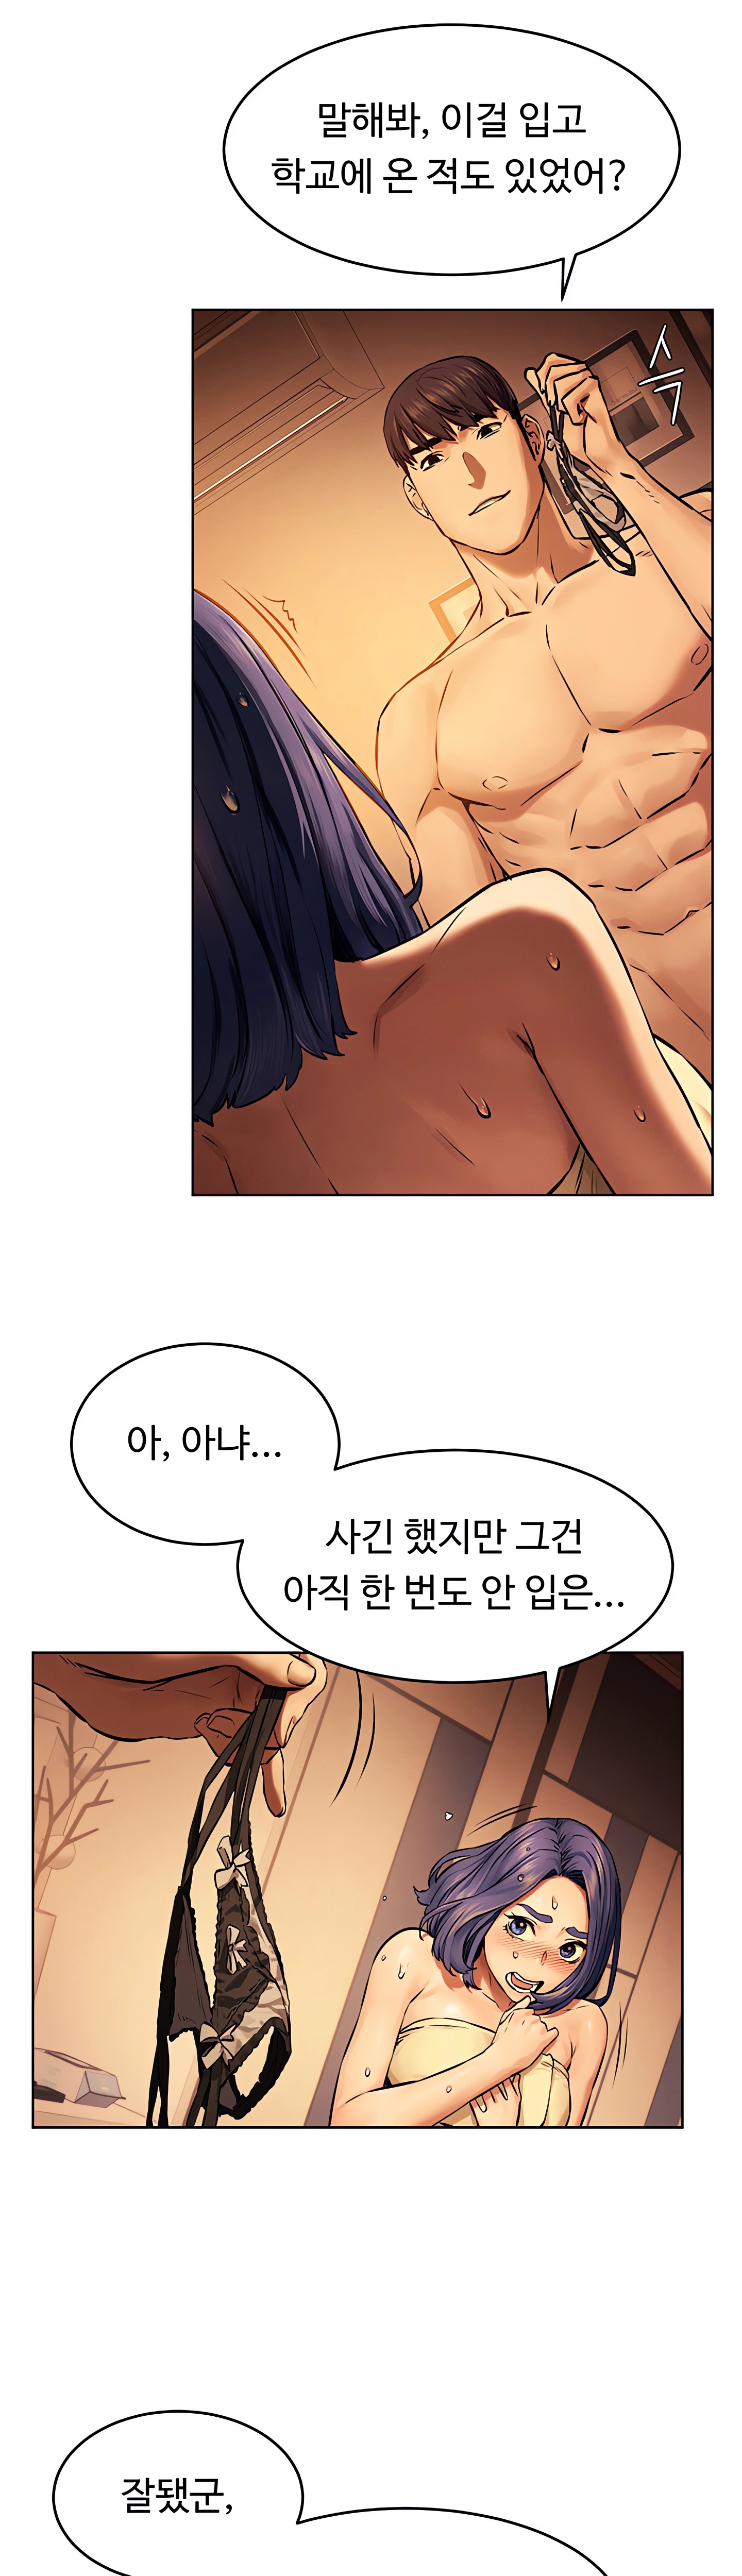 말해봐, 이걸 입고
학교에 온 적도 있었어?
스
윽
아, 아냐...
사긴 했지만 그건
아직 한 번도 안 입은...
잘됐군,